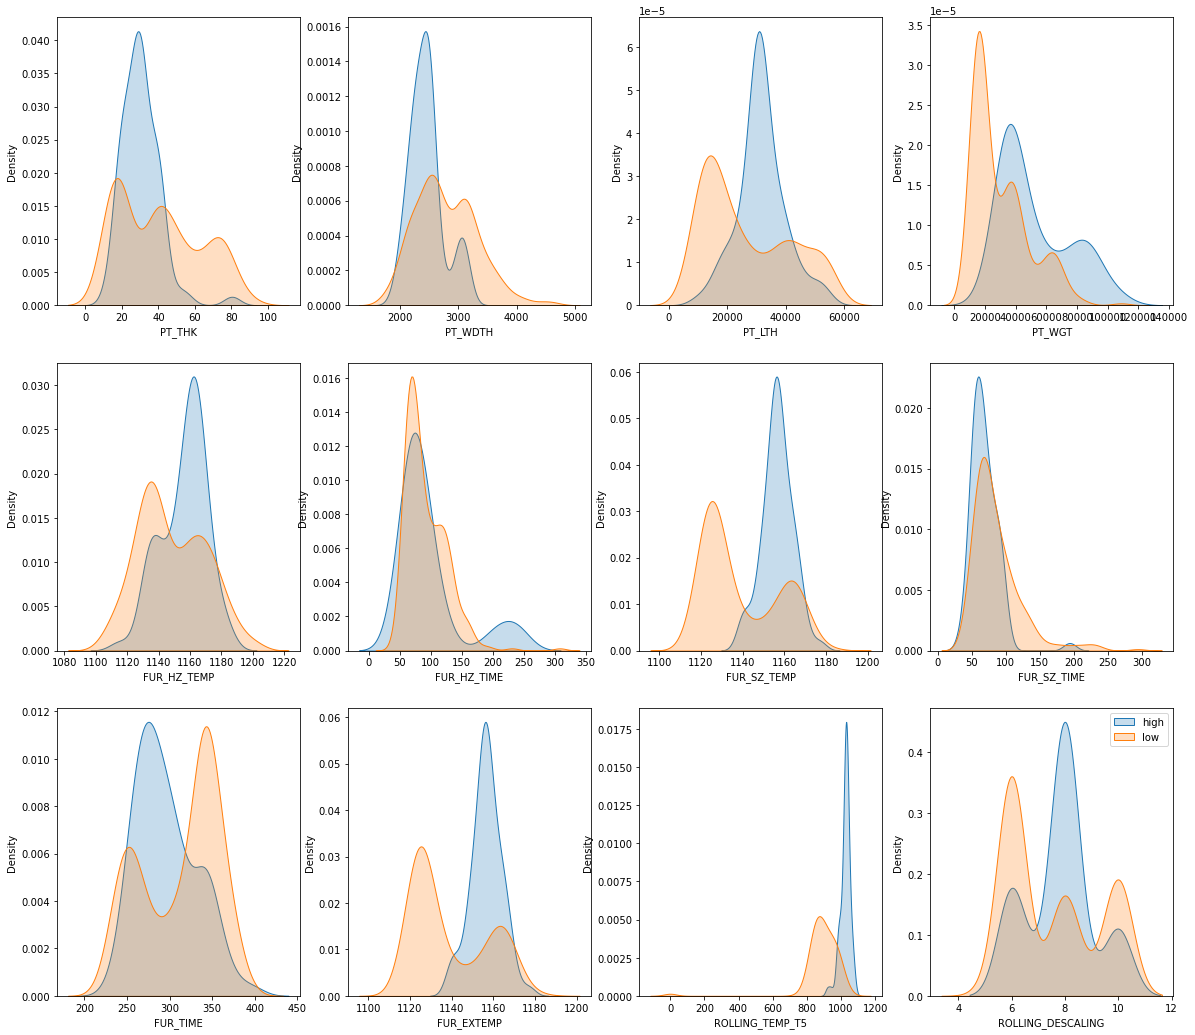 0.040
0.035
0.030
0.025
0.020
0.015
0.010
0.005
0.000
Density
0 20 40 60 80 100
PT_THK
0.0016
0.0014
0.0012
0.0010
0.0008
0.0006
0.0004
0.0002
0.0000
Density
2000 3000 4000 5000
PT_WDTH
1e−5
6
5
4
3
2
1
0
Density
0 20000 40000 60000
PT_LTH
1e−5
3.5
3.0
2.5
2.0
1.5
1.0
0.5
0.0
Density
0 20000 40000 60000 80000 100000 120000 140000
PT_WGT
0.030
0.025
0.020
0.015
0.010
0.005
0.000
Density
1080 1100 1120 1140 1160 1180 1200 1220
FUR_HZ_TEMP
0.016
0.014
0.012
0.010
0.008
0.006
0.004
0.002
0.000
Density
0 50 100 150 200 250 300 350
FUR_HZ_TIME
0.06
0.05
0.04
0.03
0.02
0.01
0.00
Density
1100 1120 1140 1160 1180 1200
FUR_SZ_TEMP
0.020
0.015
0.010
0.005
0.000
Density
0 50 100 150 200 250 300
FUR_SZ_TIME
0.012
0.010
0.008
0.006
0.004
0.002
0.000
Density
200 250 300 350 400 450
FUR_TIME
0.06
0.05
0.04
0.03
0.02
0.01
0.00
Density
1100 1120 1140 1160 1180 1200
FUR_EXTEMP
0.0175
0.0150
0.0125
0.0100
0.0075
0.0050
0.0025
0.0000
Density
0 200 400 600 800 1000 1200
ROLLING_TEMP_T5
high
low
0.4
0.3
0.2
0.1
0.0
Density
4 6 8 10 12
ROLLING_DESCALING